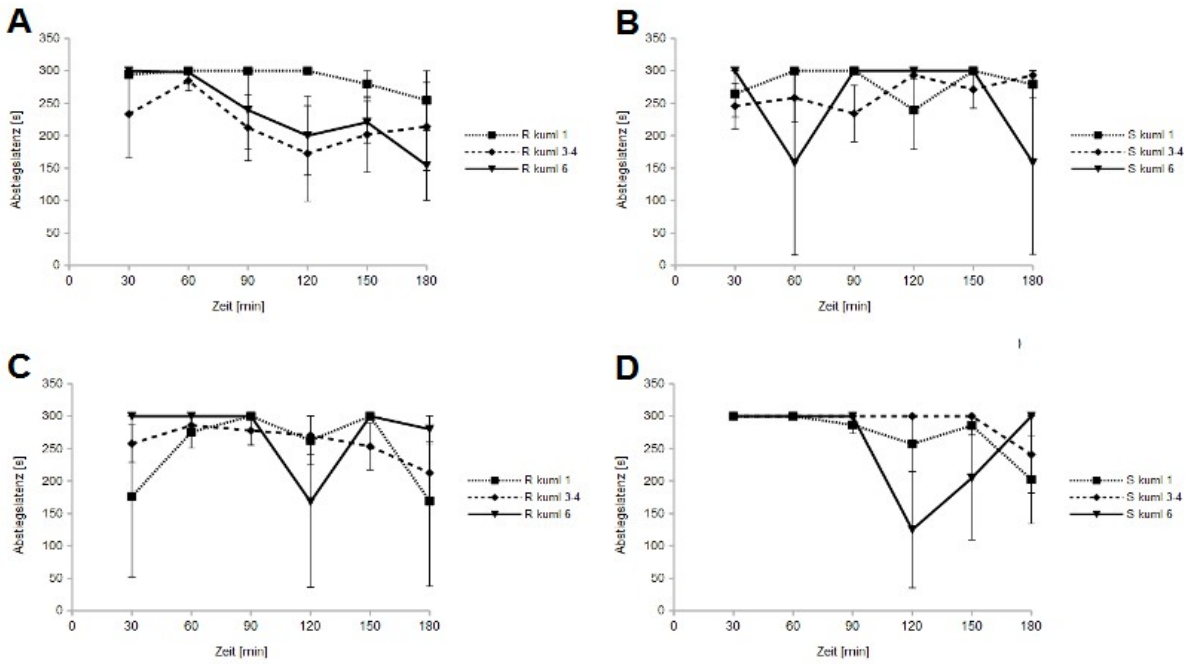 A
350
300
250
200
150
100
50
0
Abstiegslatenz [s]
0 30 60 90 120 150 180
Zeit [min]
R kuml 1
R kuml 3-4
R kuml 6
B
350
300
250
200
150
100
50
0
Abstiegslatenz [s]
0 30 60 90 120 150 180
Zeit [min]
S kuml 1
S kuml 3-4
S kuml 6
)
C
350
300
250
200
150
100
50
0
Abstiegslatenz [s]
0 30 60 90 120 150 180
Zeit [min]
R kuml 1
R kuml 3-4
R kuml 6
D
350
300
250
200
150
100
50
0
Abstiegslatenz [s]
0 30 60 90 120 150 180
Zeit [min]
S kuml 1
S kuml 3-4
S kuml 6